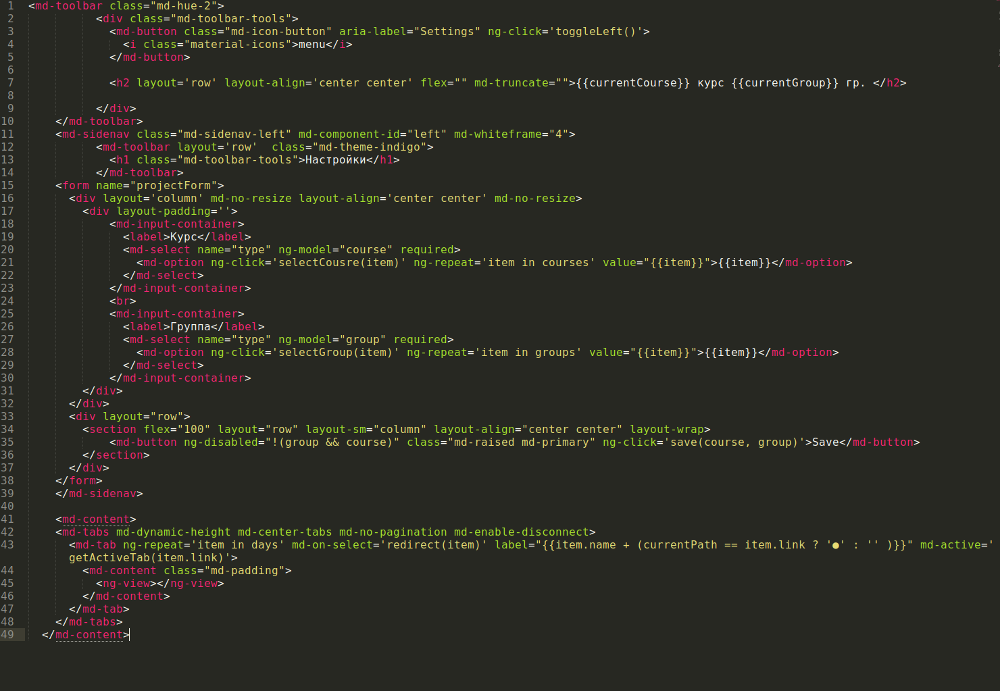 1 <md-toolbar class="md-hue-2">
2 <div class="md-toolbar-tools">
3 <md-button class="md-icon-button" aria-label="Settings" ng-click='toggleLeft()'>
4 <i class="material-icons">menu</i>
5 </md-button>
6
7 <h2 layout='row' layout-align='center center' flex="" md-truncate="">{{currentCourse}} курс {{currentGroup}} гр. </h2>
8
9 </div>
10 </md-toolbar>
11 <md-sidenav class="md-sidenav-left" md-component-id="left" md-whiteframe="4">
12 <md-toolbar layout='row'  class="md-theme-indigo">
13 <h1 class="md-toolbar-tools">Настройки</h1>
14 </md-toolbar>
15 <form name="projectForm">
16 <div layout='column' md-no-resize layout-align='center center' md-no-resize>
17 <div layout-padding=''>
18 <md-input-container>
19 <label>Курс</label>
20 <md-select name="type" ng-model="course" required>
21 <md-option ng-click='selectCousre(item)' ng-repeat='item in courses' value="{{item}}">{{item}}</md-option>
22 </md-select>
23 </md-input-container>
24 <br>
25 <md-input-container>
26 <label>Группа</label>
27 <md-select name="type" ng-model="group" required>
28 <md-option ng-click='selectGroup(item)' ng-repeat='item in groups' value="{{item}}">{{item}}</md-option>
29 </md-select>
30 </md-input-container>
31 </div>
32 </div>
33 <div layout="row">
34 <section flex="100" layout="row" layout-sm="column" layout-align="center center" layout-wrap>
35 <md-button ng-disabled="!(group && course)" class="md-raised md-primary" ng-click='save(course, group)'>Save</md-button>
36 </section>
37 </div>
38 </form>
39 </md-sidenav>
40
41 <md-content>
42 <md-tabs md-dynamic-height md-center-tabs md-no-pagination md-enable-disconnect>
43 <md-tab ng-repeat='item in days' md-on-select='redirect(item)' label="{{item.name + (currentPath == item.link ? '●' : '' )}}" md-active='
getActiveTab(item.link)'>
44 <md-content class="md-padding">
45 <ng-view></ng-view>
46 </md-content>
47 </md-tab>
48 </md-tabs>
49 </md-content>